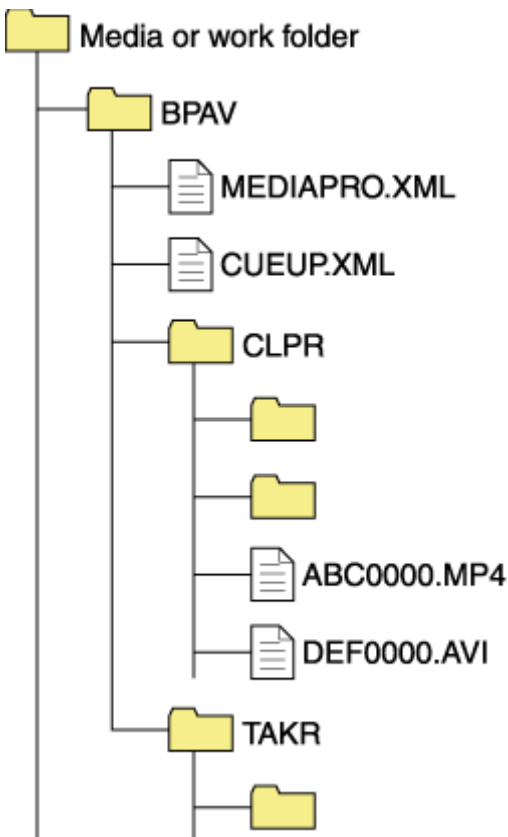 Media or work folder
BPAV
MEDIAPRO.XML
CUEUP.XML
CLPR
ABC0000.MP4
DEF0000.AVI
TAKR